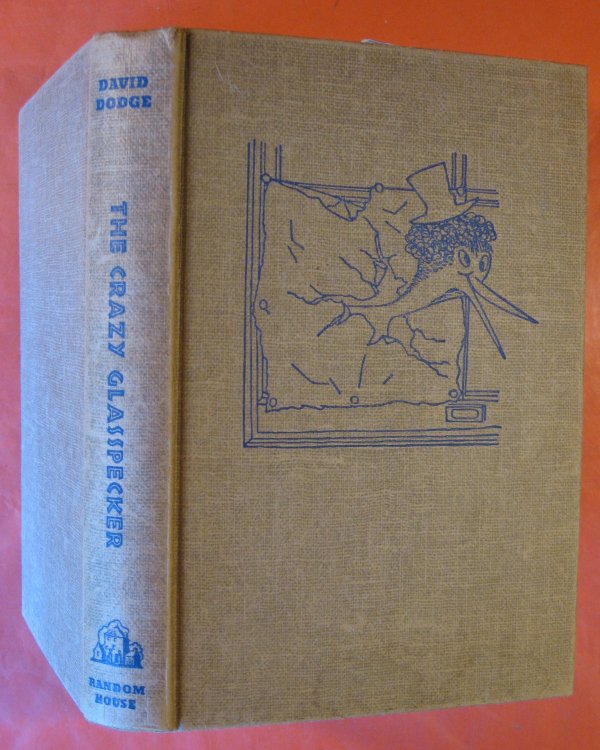 DAVID
DODGE
THE CRAZY GLASSPECKER
RANDOM
HOUSE